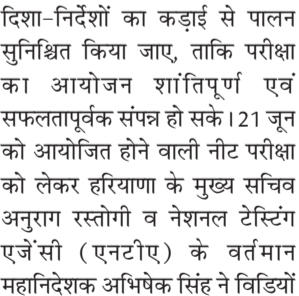 दिशा-निर्देशों का कड़ाई से पालन
सुनिश्चित किया जाए, ताकि परीक्षा
का आयोजन शांतिपूर्ण एवं
सफलतापूर्वक संपन्न हो सके।21 जून
को आयोजित होने वाली नीट परीक्षा
को लेकर हरियाणा के मुख्य सचिव
अनुराग रस्तोगी व नेशनल टेस्टिंग
एजेंसी (एनटीए) के वर्तमान
महानिदेशक अभिषेक सिंह ने विडियों